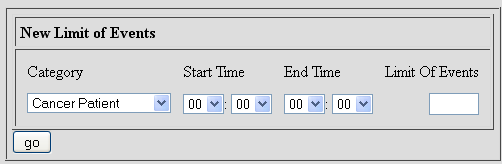 New Limit of Events
Category Start Time End Time Limit Of Events
Cancer Patient 00 : 00 00 : 00
go